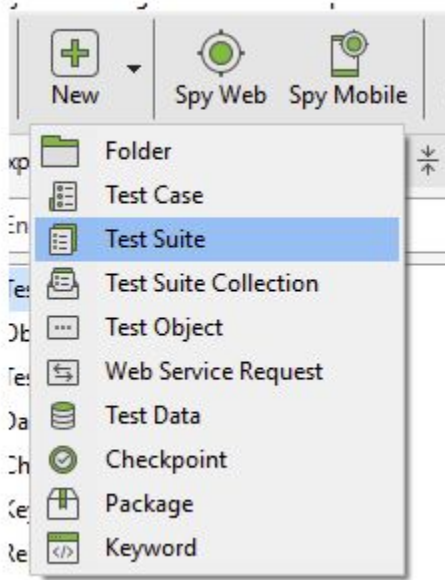 New
Spy Web
Spy Mobile
Folder
Test Case
Test Suite
Test Suite Collection
Test Object
Web Service Request
Test Data
Checkpoint
Package
Keyword